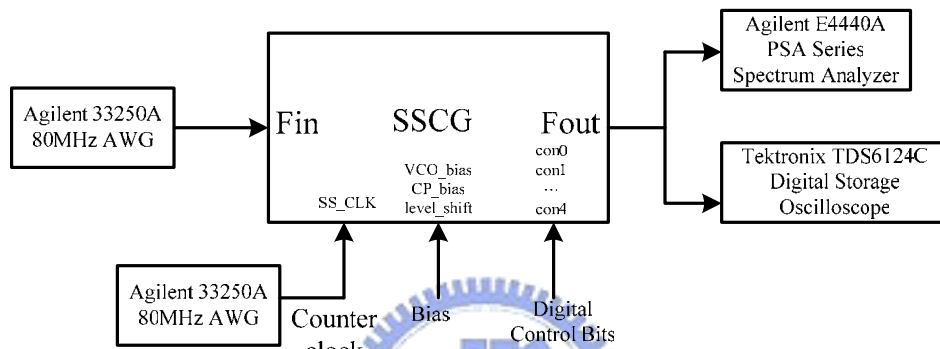 Agilent E4440A
PSA Series
Spectrum Analyzer
Agilent 33250A
80MHz AWG
Fin
SSCG
Fout
con0
con1
...
con4
VCO_bias
CP_bias
level_shift
SS_CLK
Tektronix TDS6124C
Digital Storage
Oscilloscope
Agilent 33250A
80MHz AWG
Counter
clock
Bias
Digital
Control Bits